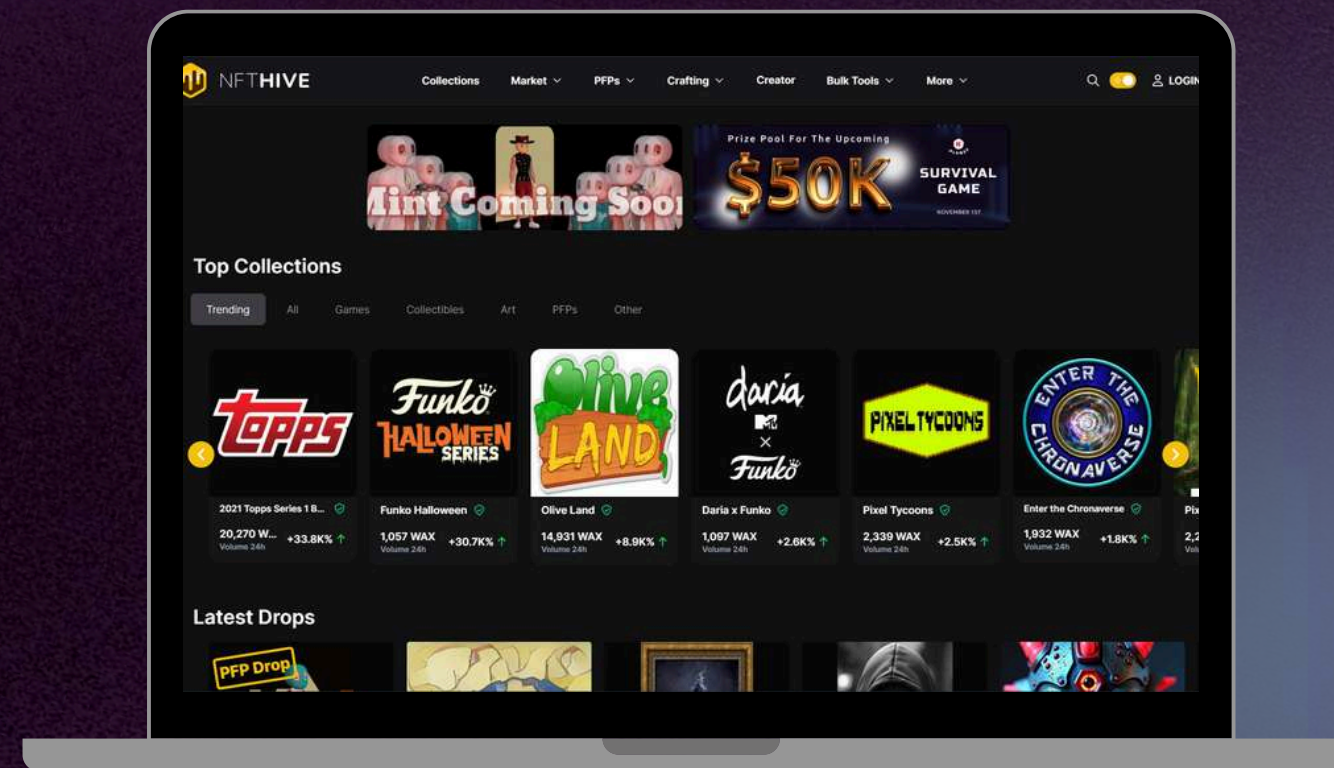 NFTHIVE
Collections Market PFPs Crafting Creator Bulk Tools More
Mint Coming Soon
Prize Pool For The Upcoming
$50K
SURVIVAL
GAME
NOVEMBER 1ST
Top Collections
Trending All Games Collectibles Art PFPs Other
topps
Funko
HALLOWEEN
SERIES
Olive
LAND
daria
MTV
X
Funko
PIXEL TYCOONS
ENTER THE
CHRONAVERSE
2021 Topps Series 1 B...
20,270 W... +33.8K%
Volume 24h
Funko Halloween
1,057 WAX +30.7K%
Volume 24h
Olive Land
14,931 WAX +8.9K%
Volume 24h
Daria x Funko
1,097 WAX +2.6K%
Volume 24h
Pixel Tycoons
2,339 WAX +2.5K%
Volume 24h
Enter the Chronaverse
1,932 WAX +1.8K%
Volume 24h
Latest Drops
PFP Drop